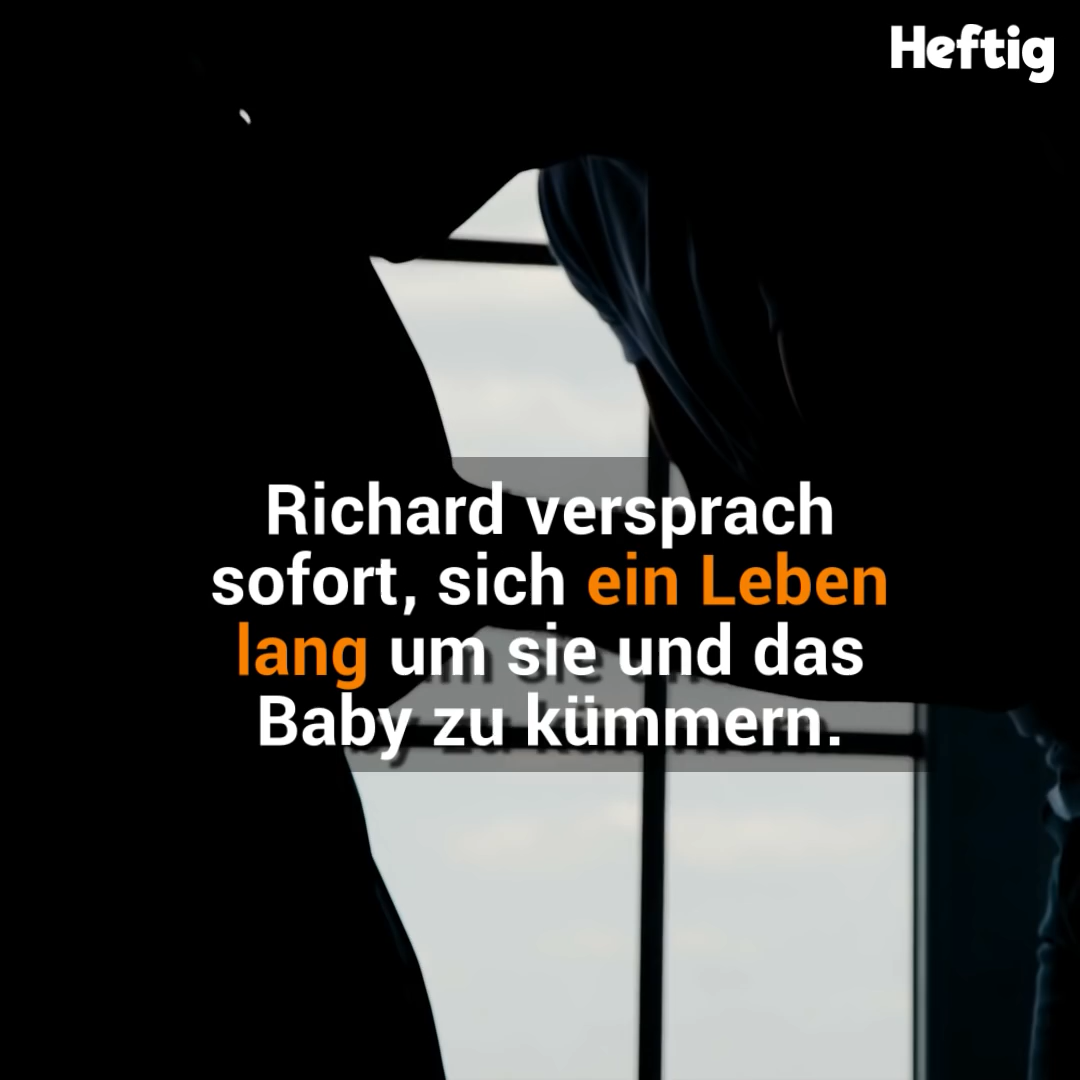 Heftig
Richard versprach
sofort, sich ein Leben
lang um sie und das
Baby zu kümmern.